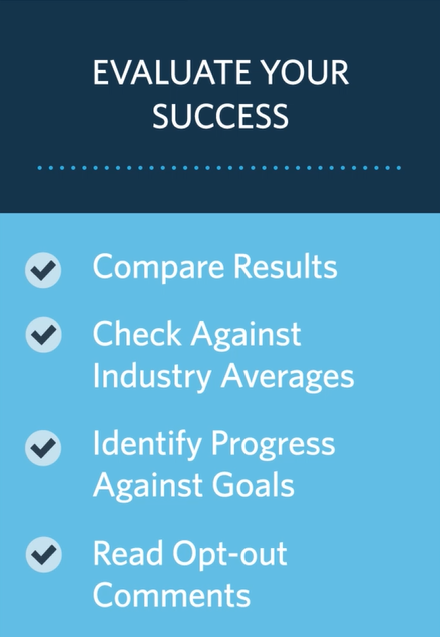 EVALUATE YOUR
SUCCESS
Compare Results
Check Against
Industry Averages
Identify Progress
Against Goals
Read Opt-out
Comments